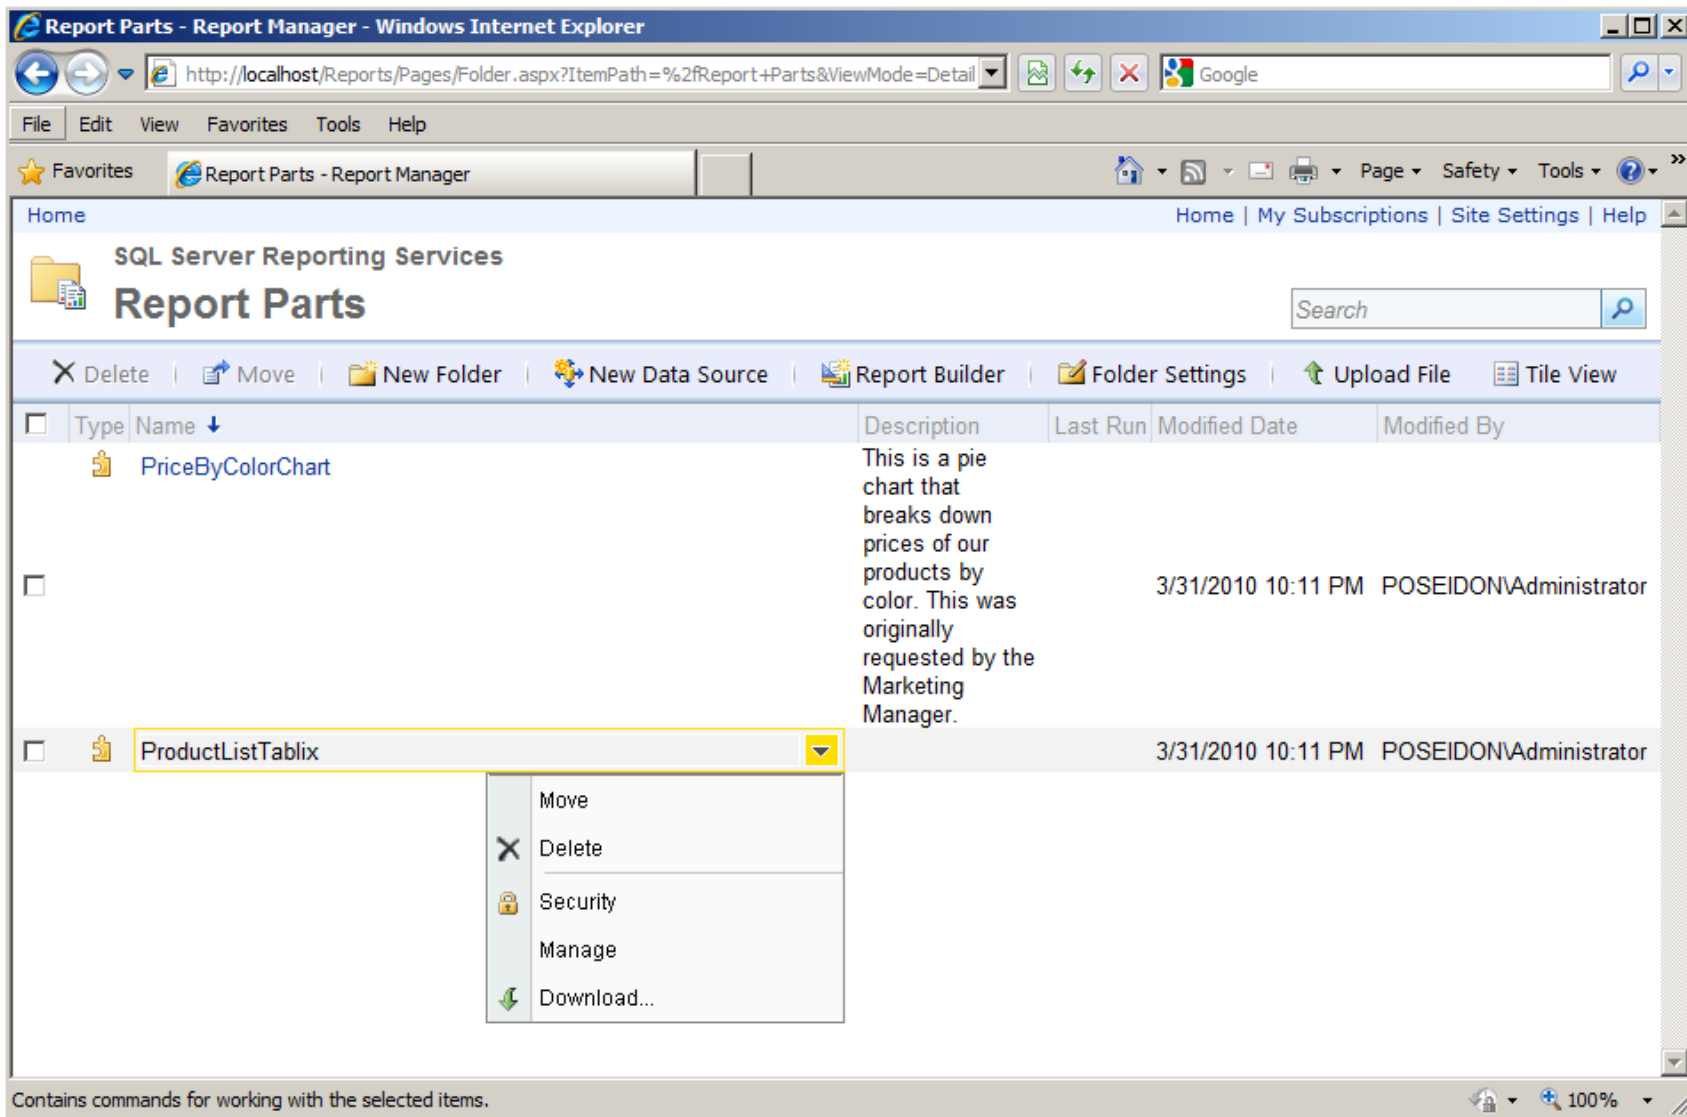 Report Parts - Report Manager - Windows Internet Explorer
http://localhost/Reports/Pages/Folder.aspx?ItemPath=%2fReport+Parts&ViewMode=Detail
Google
File Edit View Favorites Tools Help
Favorites Report Parts - Report Manager Page Safety Tools »
Home Home | My Subscriptions | Site Settings | Help
SQL Server Reporting Services
Report Parts
Search
Delete | Move | New Folder | New Data Source | Report Builder | Folder Settings | Upload File Tile View
Type Name Description Last Run Modified Date Modified By
PriceByColorChart
This is a pie
chart that
breaks down
prices of our
products by
color. This was
originally
requested by the
Marketing
Manager.
3/31/2010 10:11 PM POSEIDON\Administrator
ProductListTablix 3/31/2010 10:11 PM POSEIDON\Administrator
Move
Delete
Security
Manage
Download...
Contains commands for working with the selected items. 100%